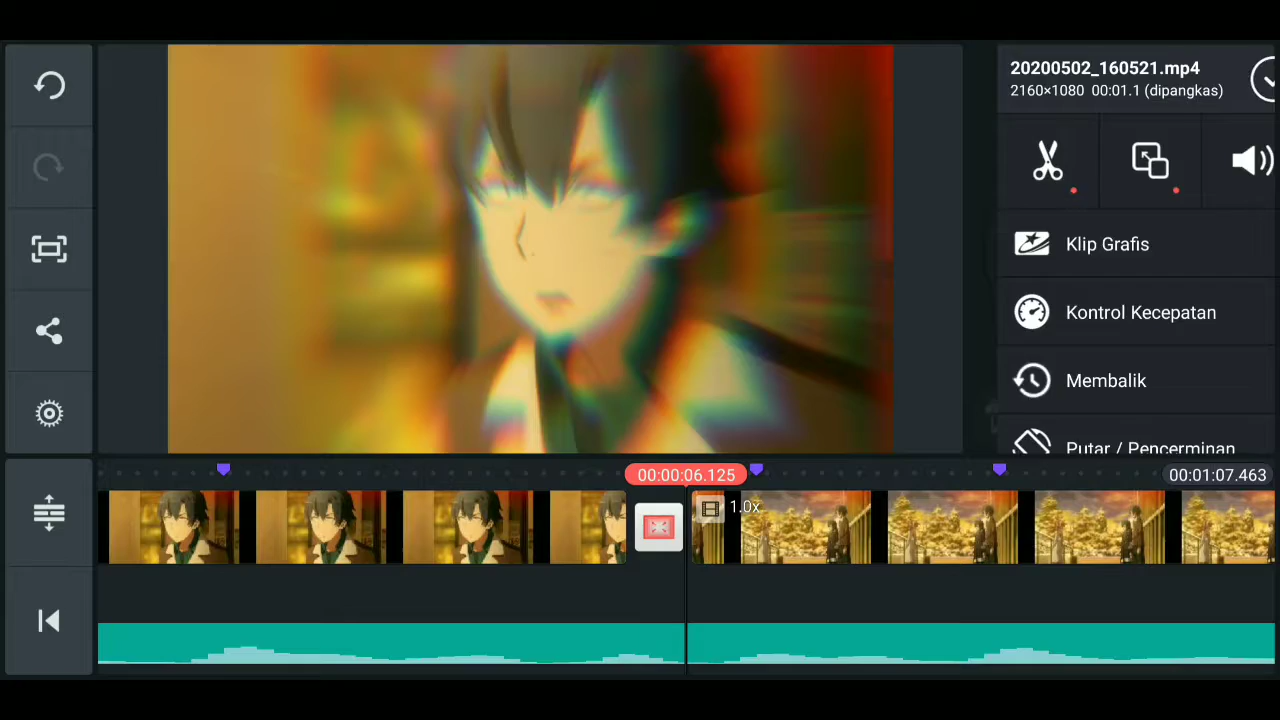 20200502_160521.mp4
2160×1080 00:01.1 (dipangkas)
Klip Grafis
Kontrol Kecepatan
Membalik
Putar / Pencerminan
00:00:06.125
00:01:07.463
1.0x